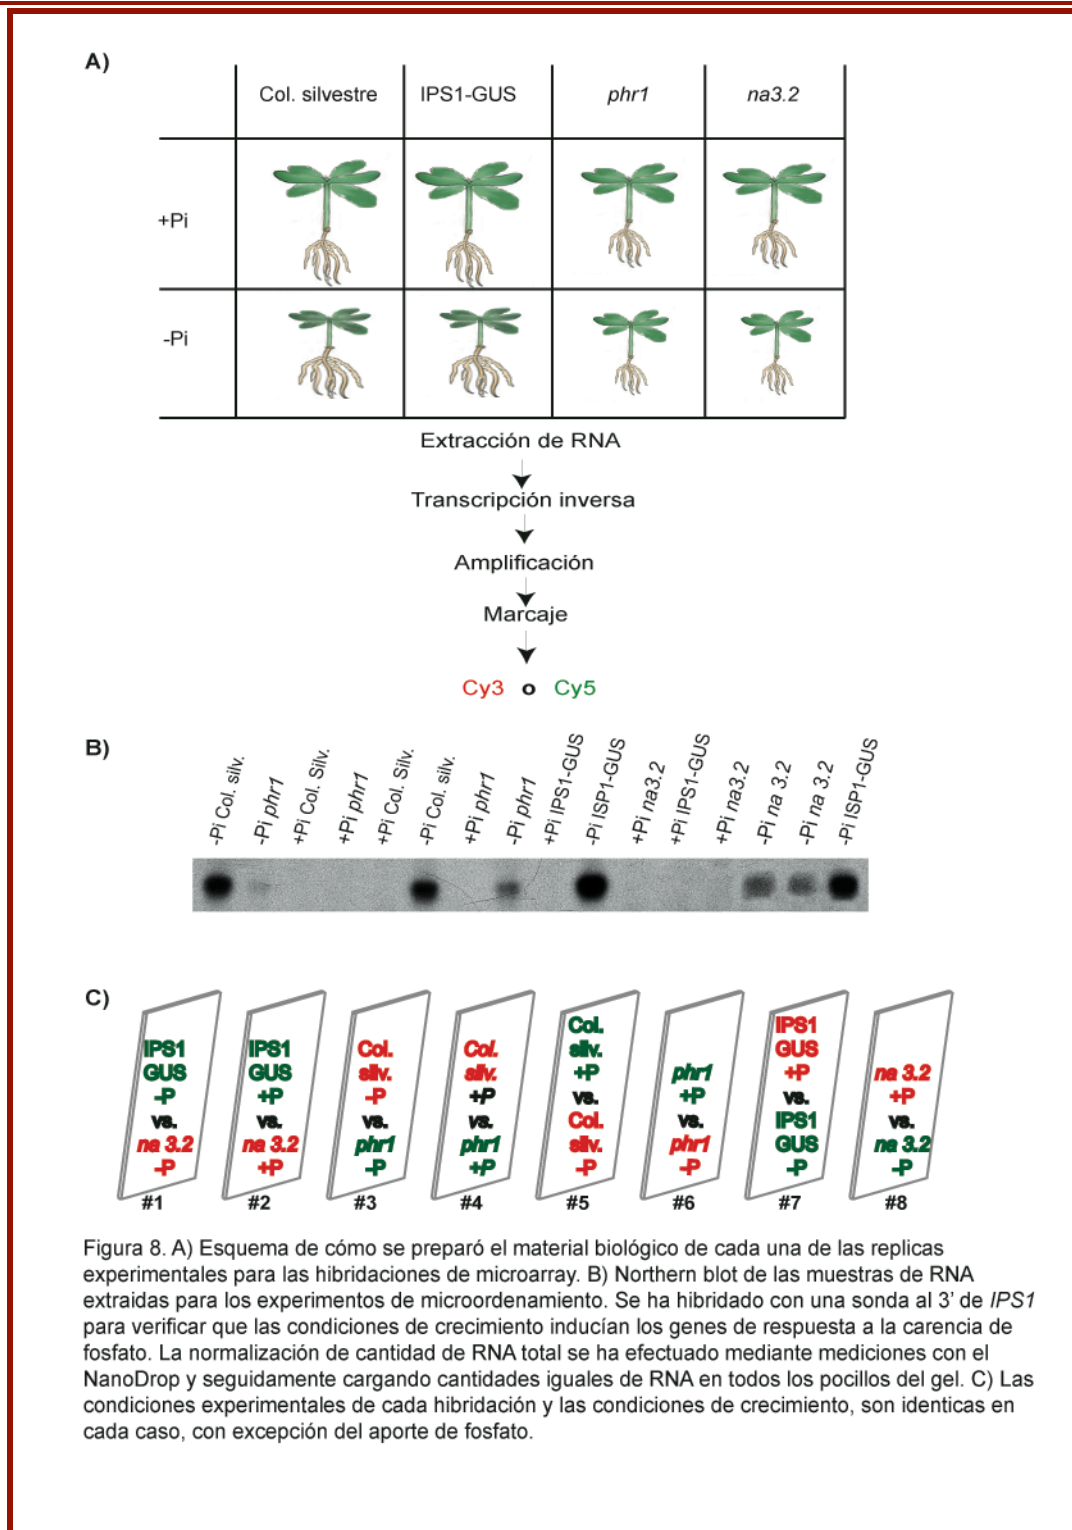 A)
Col. silvestre IPS1-GUS phr1 na3.2
+Pi
-Pi
Extracción de RNA
Transcripción inversa
Amplificación
Marcaje
Cy3 o Cy5
B)
-Pi Col. silv.
-Pi phr1
+Pi Col. Silv.
+Pi phr1
+Pi Col. Silv.
-Pi Col. silv.
+Pi phr1
-Pi phr1
+Pi IPS1-GUS
-Pi ISP1-GUS
+Pi na3.2
+Pi IPS1-GUS
+Pi na3.2
-Pi na 3.2
-Pi na 3.2
-Pi ISP1-GUS
C)
IPS1
GUS
-P
vs.
na 3.2
-P
#1
IPS1
GUS
+P
vs.
na 3.2
+P
#2
Col.
silv.
-P
vs.
phr1
-P
#3
Col.
silv.
+P
vs.
phr1
+P
#4
Col.
silv.
+P
vs.
Col.
silv.
-P
#5
phr1
+P
vs.
phr1
-P
#6
IPS1
GUS
+P
vs.
IPS1
GUS
-P
#7
na 3.2
+P
vs.
na 3.2
-P
#8
Figura 8. A) Esquema de cómo se preparó el material biológico de cada una de las replicas
experimentales para las hibridaciones de microarray. B) Northern blot de las muestras de RNA
extraidas para los experimentos de microordenamiento. Se ha hibridado con una sonda al 3' de IPS1
para verificar que las condiciones de crecimiento inducían los genes de respuesta a la carencia de
fosfato. La normalización de cantidad de RNA total se ha efectuado mediante mediciones con el
NanoDrop y seguidamente cargando cantidades iguales de RNA en todos los pocillos del gel. C) Las
condiciones experimentales de cada hibridación y las condiciones de crecimiento, son identicas en
cada caso, con excepción del aporte de fosfato.